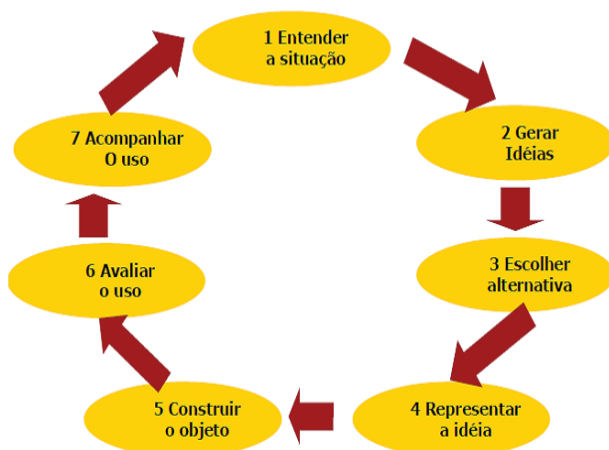 1 Entender
a situação
2 Gerar
Idéias
3 Escolher
alternativa
4 Representar
a idéia
5 Construir
o objeto
6 Avaliar
o uso
7 Acompanhar
O uso